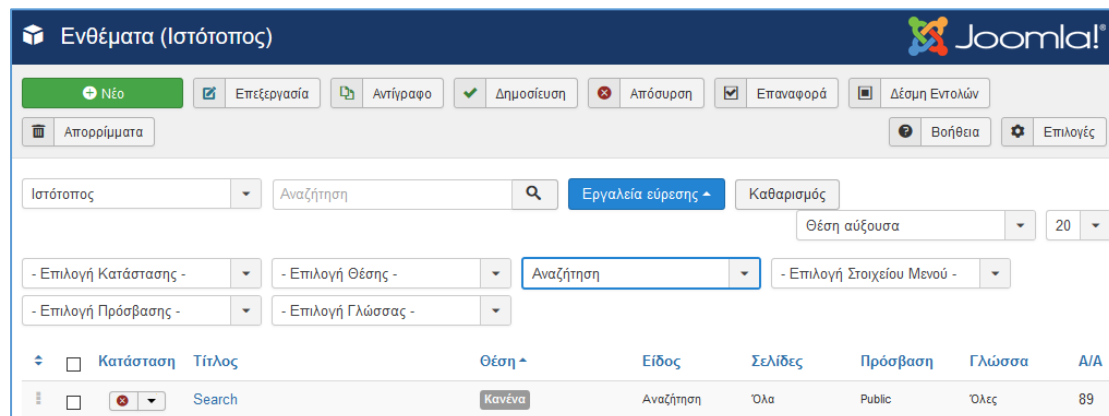 Ενθέματα (Ιστότοπος) Joomla!®
Νέο Επεξεργασία Αντίγραφο Δημοσίευση Απόσυρση Επαναφορά Δέσμη Εντολών
Απορρίμματα Βοήθεια Επιλογές
Ιστότοπος Αναζήτηση Εργαλεία εύρεσης Καθαρισμός
Θέση αύξουσα 20
- Επιλογή Κατάστασης - - Επιλογή Θέσης - Αναζήτηση - Επιλογή Στοιχείου Μενού -
- Επιλογή Πρόσβασης - - Επιλογή Γλώσσας -
Κατάσταση Τίτλος Θέση Είδος Σελίδες Πρόσβαση Γλώσσα Α/Α
Search Κανένα Αναζήτηση Όλα Public Όλες 89